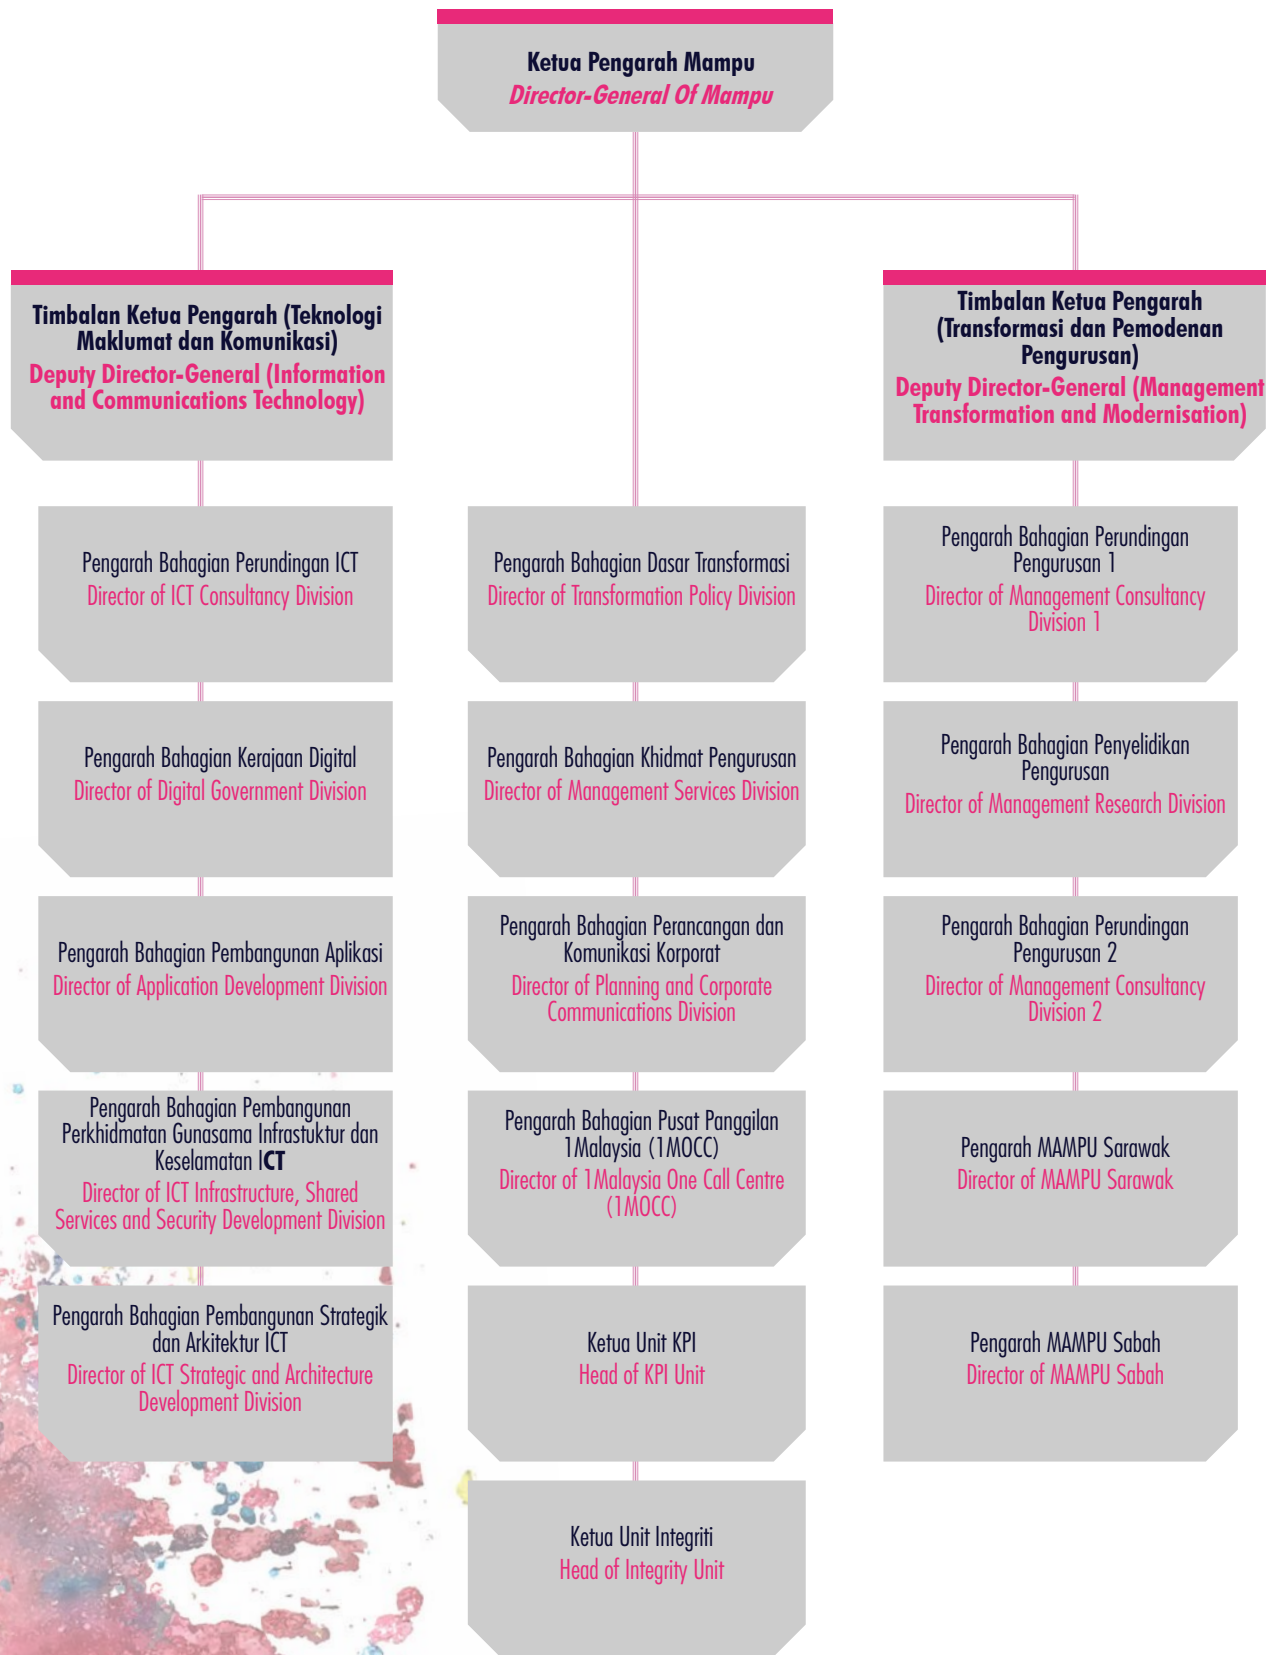 Ketua Pengarah Mampu
Director-General Of Mampu
Timbalan Ketua Pengarah (Teknologi
Maklumat dan Komunikasi)
Deputy Director-General (Information
and Communications Technology)
Timbalan Ketua Pengarah
(Transformasi dan Pemodenan
Pengurusan)
Deputy Director-General (Management
Transformation and Modernisation)
Pengarah Bahagian Perundingan ICT
Director of ICT Consultancy Division
Pengarah Bahagian Kerajaan Digital
Director of Digital Government Division
Pengarah Bahagian Pembangunan Aplikasi
Director of Application Development Division
Pengarah Bahagian Pembangunan
Perkhidmatan Gunasama Infrastuktur dan
Keselamatan ICT
Director of ICT Infrastructure, Shared
Services and Security Development Division
Pengarah Bahagian Pembangunan Strategik
dan Arkitektur ICT
Director of ICT Strategic and Architecture
Development Division
Pengarah Bahagian Dasar Transformasi
Director of Transformation Policy Division
Pengarah Bahagian Khidmat Pengurusan
Director of Management Services Division
Pengarah Bahagian Perancangan dan
Komunikasi Korporat
Director of Planning and Corporate
Communications Division
Pengarah Bahagian Pusat Panggilan
1Malaysia (1MOCC)
Director of 1Malaysia One Call Centre
(1MOCC)
Ketua Unit KPI
Head of KPI Unit
Ketua Unit Integriti
Head of Integrity Unit
Pengarah Bahagian Perundingan
Pengurusan 1
Director of Management Consultancy
Division 1
Pengarah Bahagian Penyelidikan
Pengurusan
Director of Management Research Division
Pengarah Bahagian Perundingan
Pengurusan 2
Director of Management Consultancy
Division 2
Pengarah MAMPU Sarawak
Director of MAMPU Sarawak
Pengarah MAMPU Sabah
Director of MAMPU Sabah